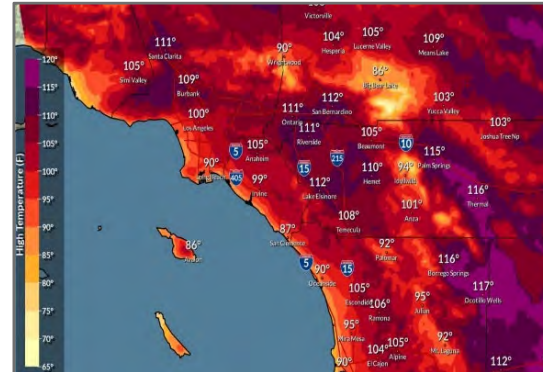 Victorville
111°
Santa Clarita
90°
Wrightwood
104°
Hesperia
105°
Lucerne Valley
109°
Means Lake
105°
Simi Valley
109°
Burbank
86°
Big Bear Lake
100°
Los Angeles
111°
Ontario
112°
San Bernardino
103°
Yucca Valley
111°
Riverside
105°
Beaumont
10
103°
Joshua Tree Np
5
105°
Anaheim
215
115°
Palm Springs
90°
405
99°
Irvine
15
112°
Lake Elsinore
110°
Hemet
94°
Idyllwild
116°
Thermal
101°
Anza
108°
Temecula
86°
Avalon
87°
San Clemente
92°
Palomar
116°
Borrego Springs
5
90°
Oceanside
15
105°
Escondido
117°
Ocotillo Wells
106°
Ramona
95°
Julian
95°
Mira Mesa
92°
Mt. Laguna
90°
104°
El Cajon
105°
Alpine
112°
High Temperature (F)
120°
115°
110°
105°
100°
95°
90°
85°
80°
75°
70°
65°